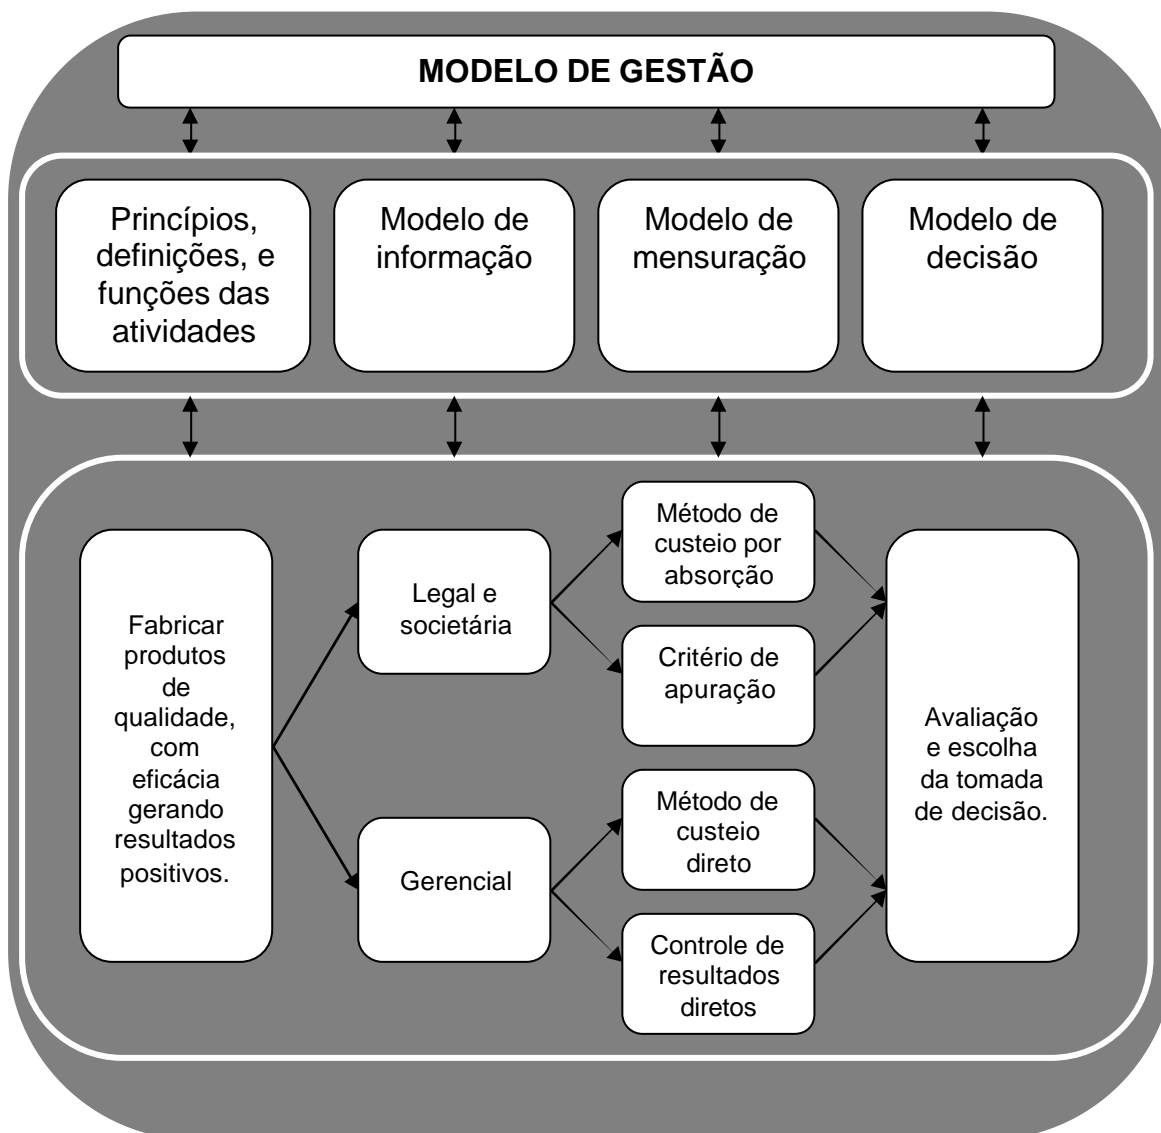 MODELO DE GESTÃO
Princípios,
definições, e
funções das
atividades
Modelo de
informação
Modelo de
mensuração
Modelo de
decisão
Fabricar
produtos
de
qualidade,
com
eficácia
gerando
resultados
positivos.
Legal e
societária
Gerencial
Método de
custeio por
absorção
Critério de
apuração
Método de
custeio
direto
Controle de
resultados
diretos
Avaliação
e escolha
da tomada
de decisão.